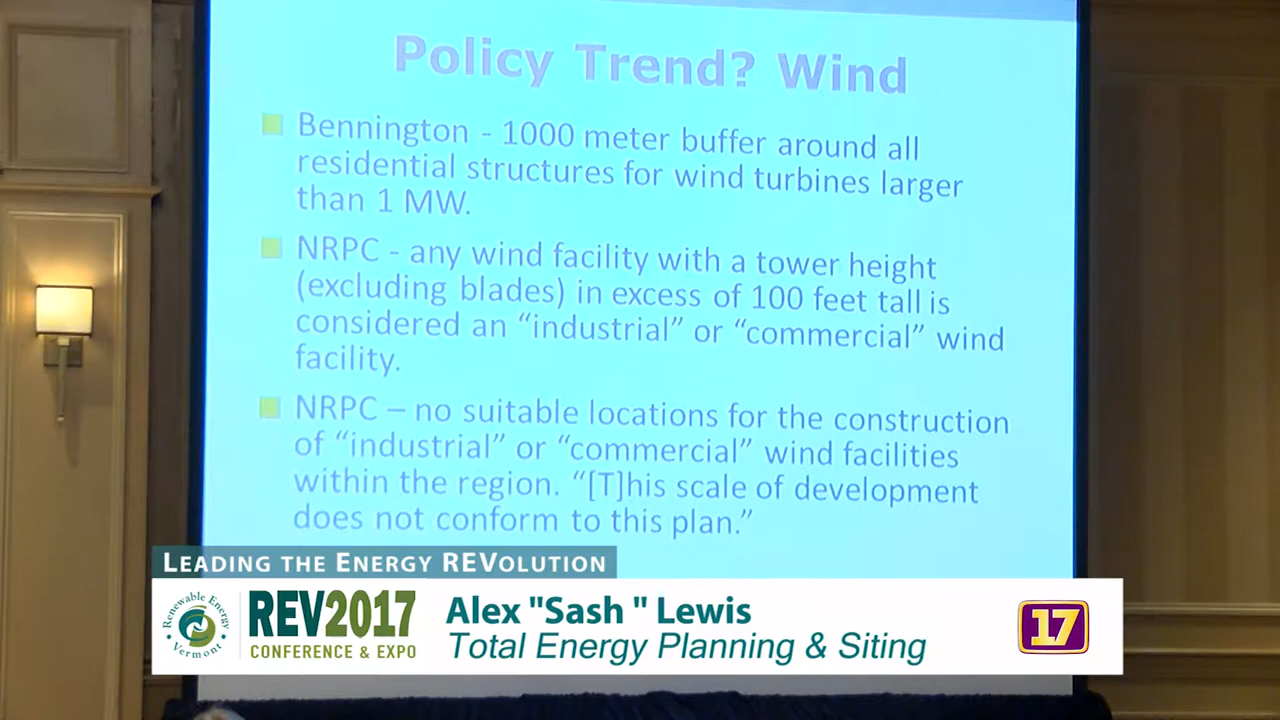 Policy Trend? Wind
Bennington - 1000 meter buffer around all
residential structures for wind turbines larger
than 1 MW.
NRPC - any wind facility with a tower height
(excluding blades) in excess of 100 feet tall is
considered an “industrial” or “commercial” wind
facility.
NRPC – no suitable locations for the construction
of “industrial” or “commercial” wind facilities
within the region. “[T]his scale of development
does not conform to this plan.”
LEADING THE ENERGY REVOLUTION
Renewable Energy
Vermont
REV2017
CONFERENCE & EXPO
Alex "Sash " Lewis
Total Energy Planning & Siting
17